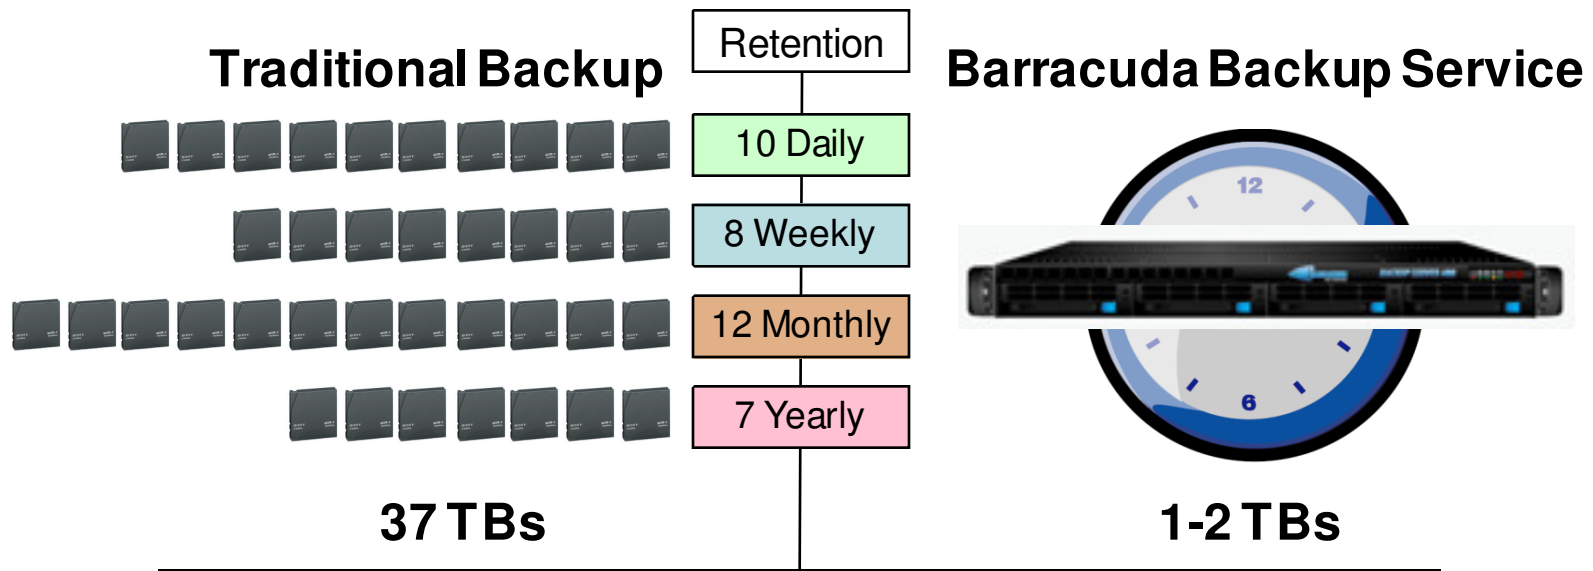 Retention
Traditional Backup
Barracuda Backup Service
10 Daily
12
8 Weekly
12 Monthly
7 Yearly
6
37 TBs
1-2 TBs